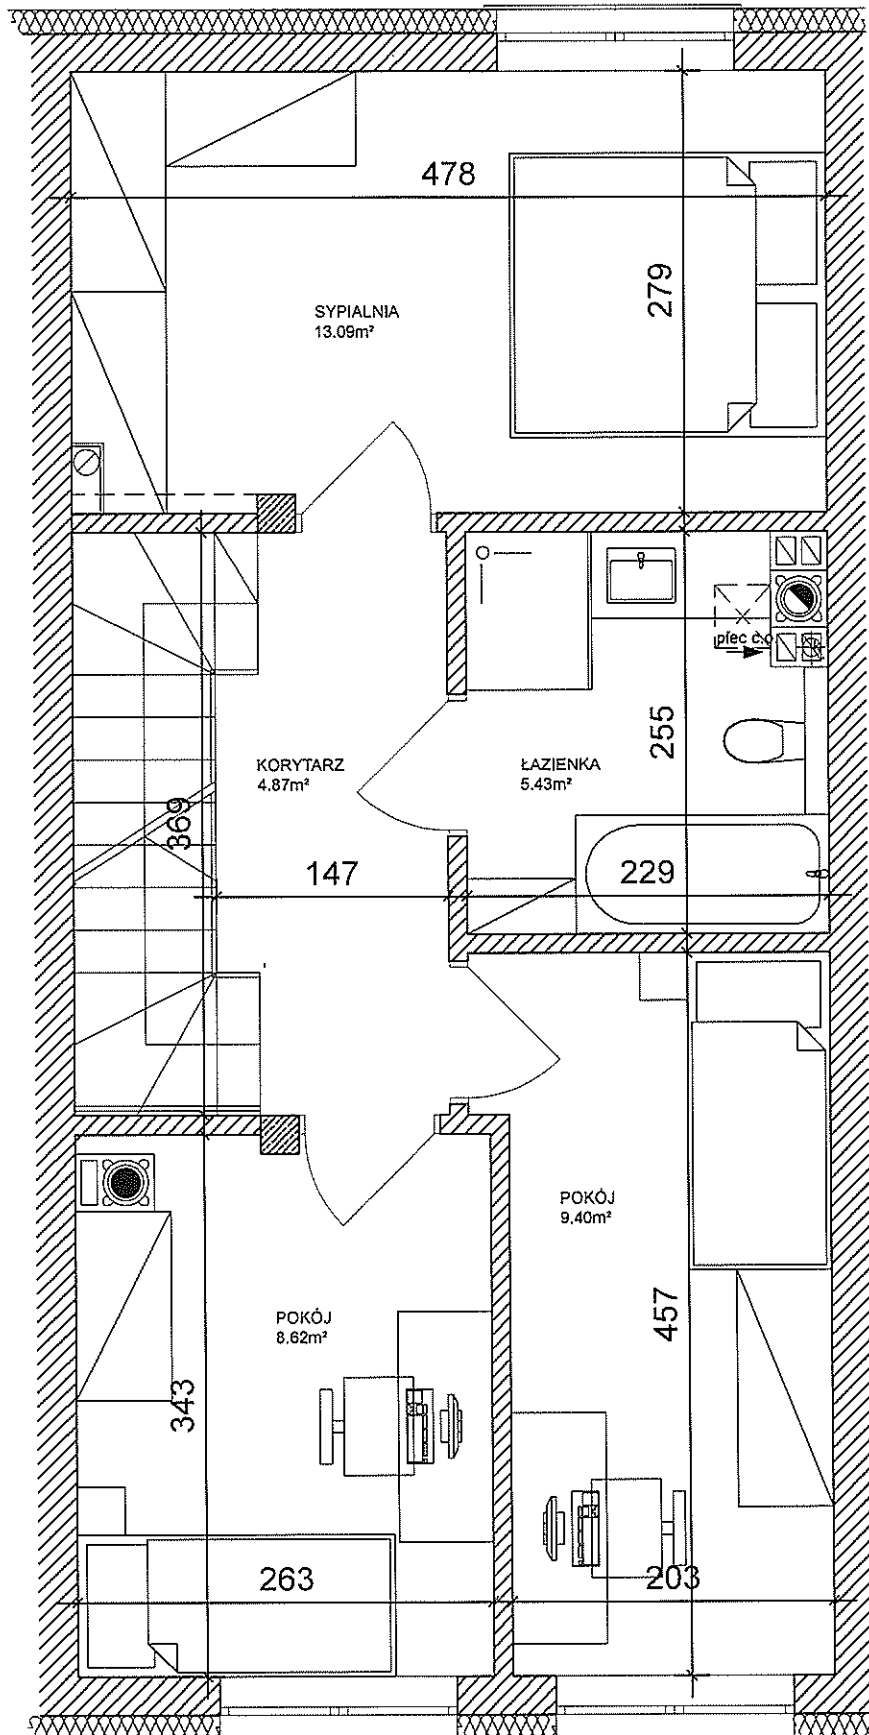 478
279
SYPIALNIA
13.09m²
piec c.o.
255
KORYTARZ
4.87m²
ŁAZIENKA
5.43m²
369
147
229
POKÓJ
9.40m²
457
POKÓJ
8.62m²
343
263
203